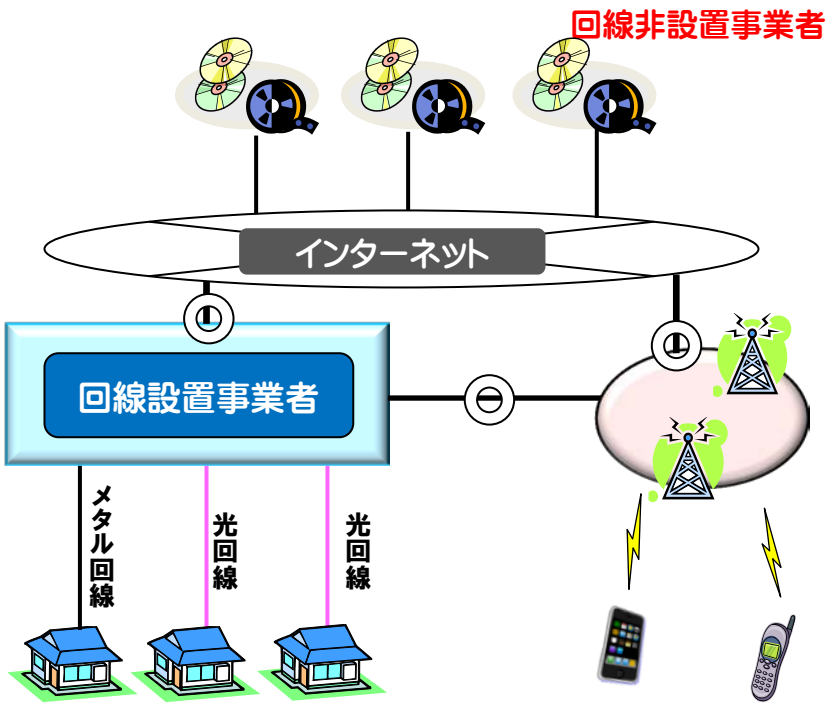 回線非設置事業者
インターネット
回線設置事業者
メタル回線
光回線
光回線